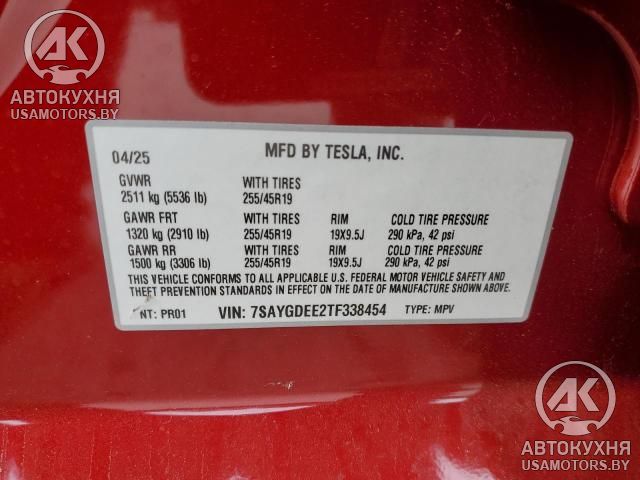 АК
АВТОКУХНЯ
USAMOTORS.BY
04/25 MFD BY TESLA, INC.
GVWR WITH TIRES
2511 kg (5536 lb) 255/45R19
GAWR FRT WITH TIRES RIM COLD TIRE PRESSURE
1320 kg (2910 lb) 255/45R19 19X9.5J 290 kPa, 42 psi
GAWR RR WITH TIRES RIM COLD TIRE PRESSURE
1500 kg (3306 lb) 255/45R19 19X9.5J 290 kPa, 42 psi
THIS VEHICLE CONFORMS TO ALL APPLICABLE U.S. FEDERAL MOTOR VEHICLE SAFETY AND
THEFT PREVENTION STANDARDS IN EFFECT ON THE DATE OF MANUFACTURE SHOWN ABOVE.
NT: PR01 VIN: 7SAYGDEE2TF338454 TYPE: MPV
АК
АВТОКУХНЯ
USAMOTORS.BY